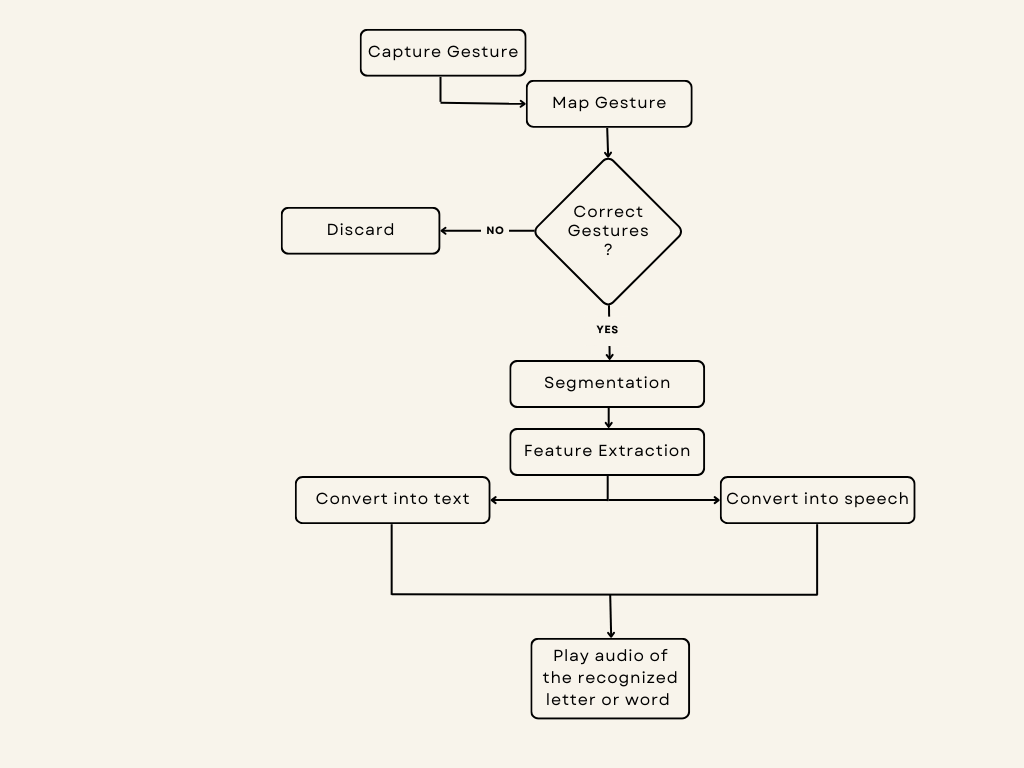 Capture Gesture
Map Gesture
Correct
Gestures
?
Discard
NO
YES
Segmentation
Feature Extraction
Convert into text
Convert into speech
Play audio of
the recognized
letter or word